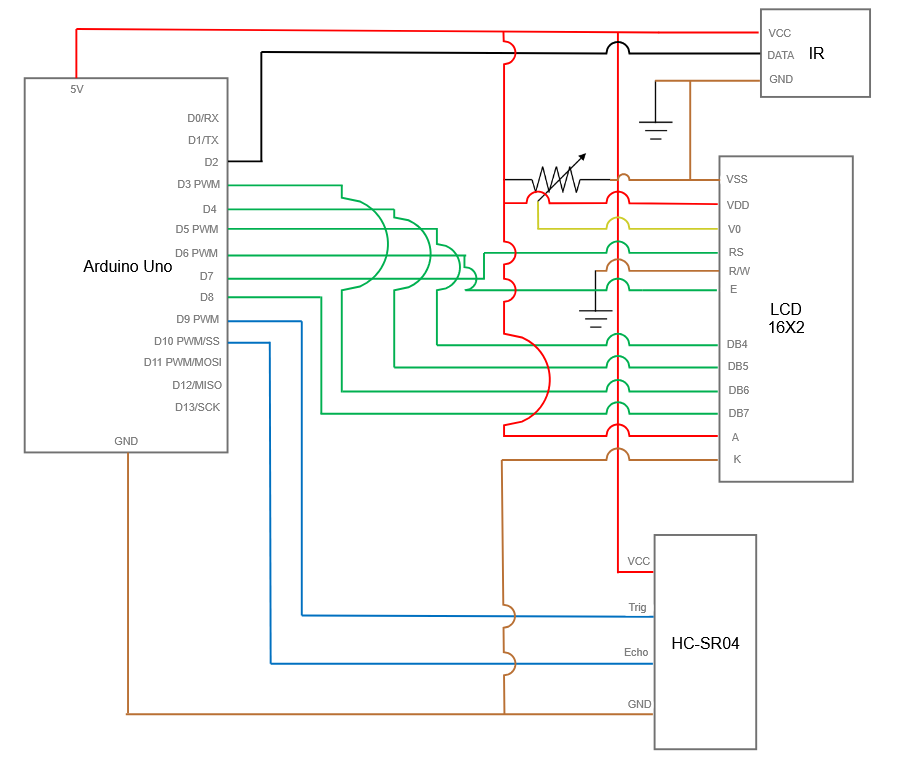 5V
D0/RX
D1/TX
D2
D3 PWM
D4
D5 PWM
D6 PWM
D7
D8
D9 PWM
D10 PWM/SS
D11 PWM/MOSI
D12/MISO
D13/SCK
GND
Arduino Uno
VCC
DATA
GND
IR
VSS
VDD
V0
RS
R/W
E
DB4
DB5
DB6
DB7
A
K
LCD
16X2
VCC
Trig
Echo
GND
HC-SR04